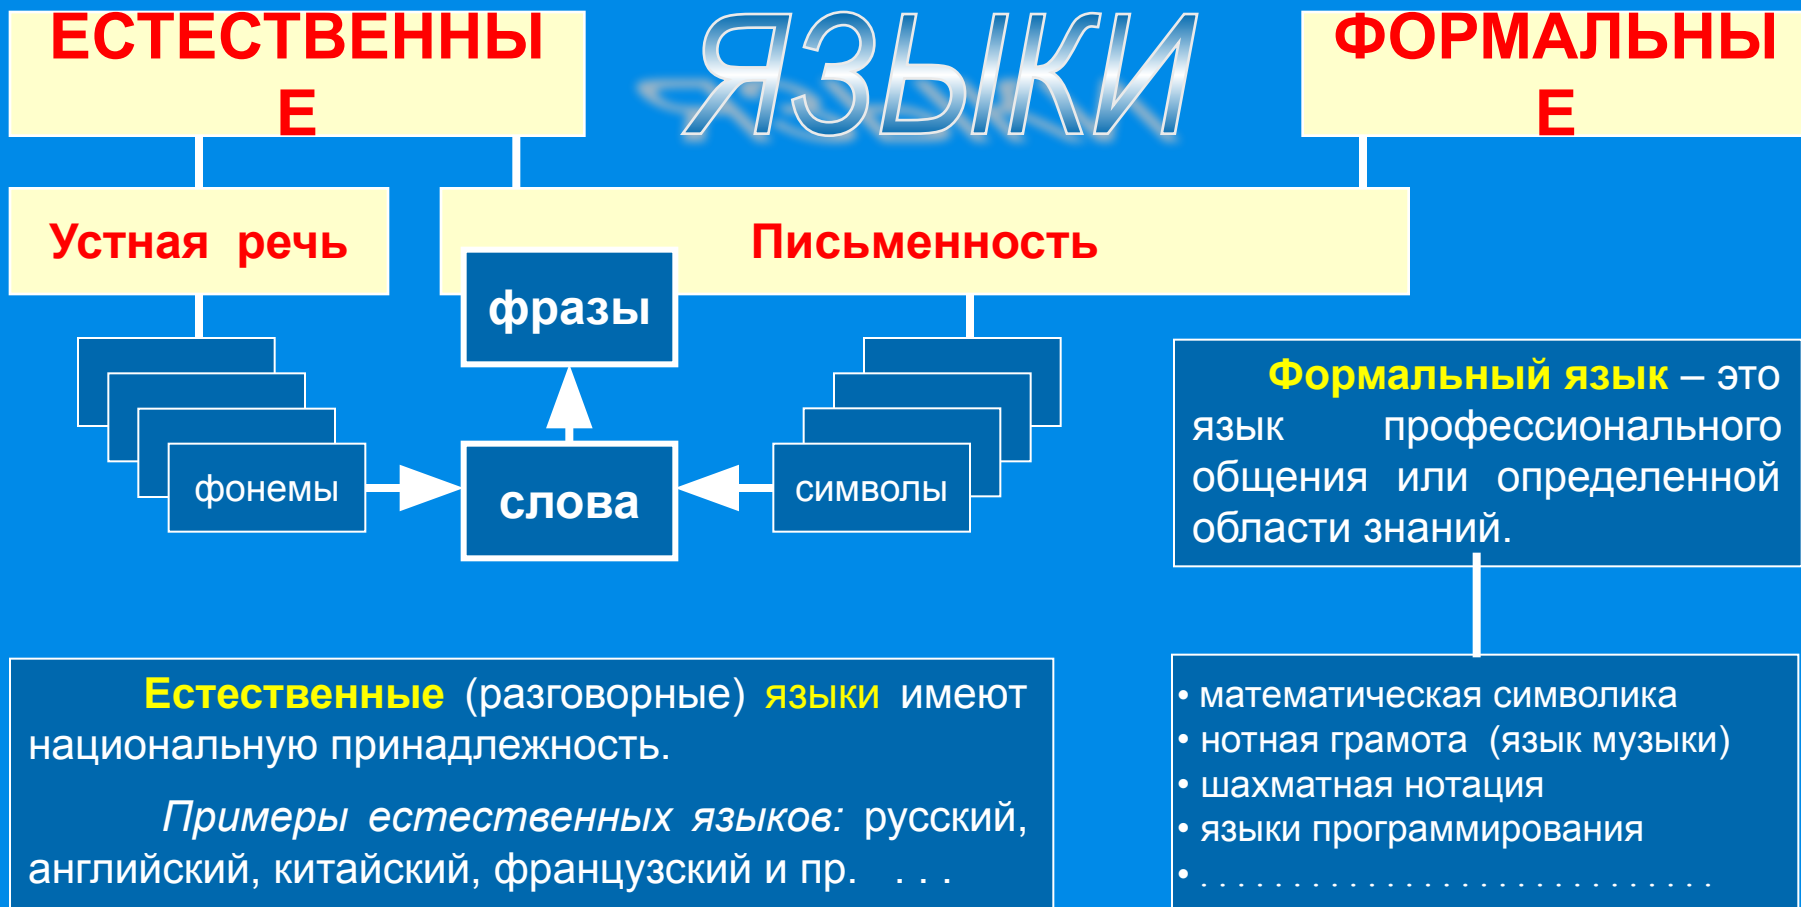 ЕСТЕСТВЕННЫ
Е
ЯЗЫКИ
ФОРМАЛЬНЫ
Е
Устная речь
Письменность
фразы
фонемы
слова
символы
Формальный язык – это
язык профессионального
общения или определенной
области знаний.
Естественные (разговорные) языки имеют
национальную принадлежность.
Примеры естественных языков: русский,
английский, китайский, французский и пр. . . .
• математическая символика
• нотная грамота (язык музыки)
• шахматная нотация
• языки программирования
• . . . . . . . . . . . . . . . . . . . . . . . . . . . .